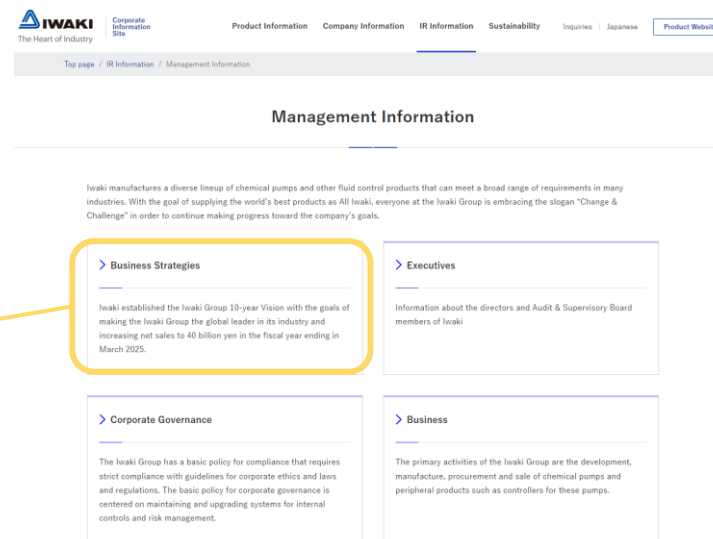 IWAKI
The Heart of Industry
Corporate
Information
Site
Product Information Company Information IR Information Sustainability Inquiries Japanese Product Websit
Top page / IR Information / Management Information
Management Information
Iwaki manufactures a diverse lineup of chemical pumps and other fluid control products that can meet a broad range of requirements in many
industries. With the goal of supplying the world's best products as All Iwaki, everyone at the Iwaki Group is embracing the slogan "Change &
Challenge" in order to continue making progress toward the company's goals.
Business Strategies
Iwaki established the Iwaki Group 10-year Vision with the goals of
making the Iwaki Group the global leader in its industry and
increasing net sales to 40 billion yen in the fiscal year ending in
March 2025.
Executives
Information about the directors and Audit & Supervisory Board
members of Iwaki
Corporate Governance
The Iwaki Group has a basic policy for compliance that requires
strict compliance with guidelines for corporate ethics and laws
and regulations. The basic policy for corporate governance is
centered on maintaining and upgrading systems for internal
controls and risk management.
Business
The primary activities of the Iwaki Group are the development,
manufacture, procurement and sale of chemical pumps and
peripheral products such as controllers for these pumps.